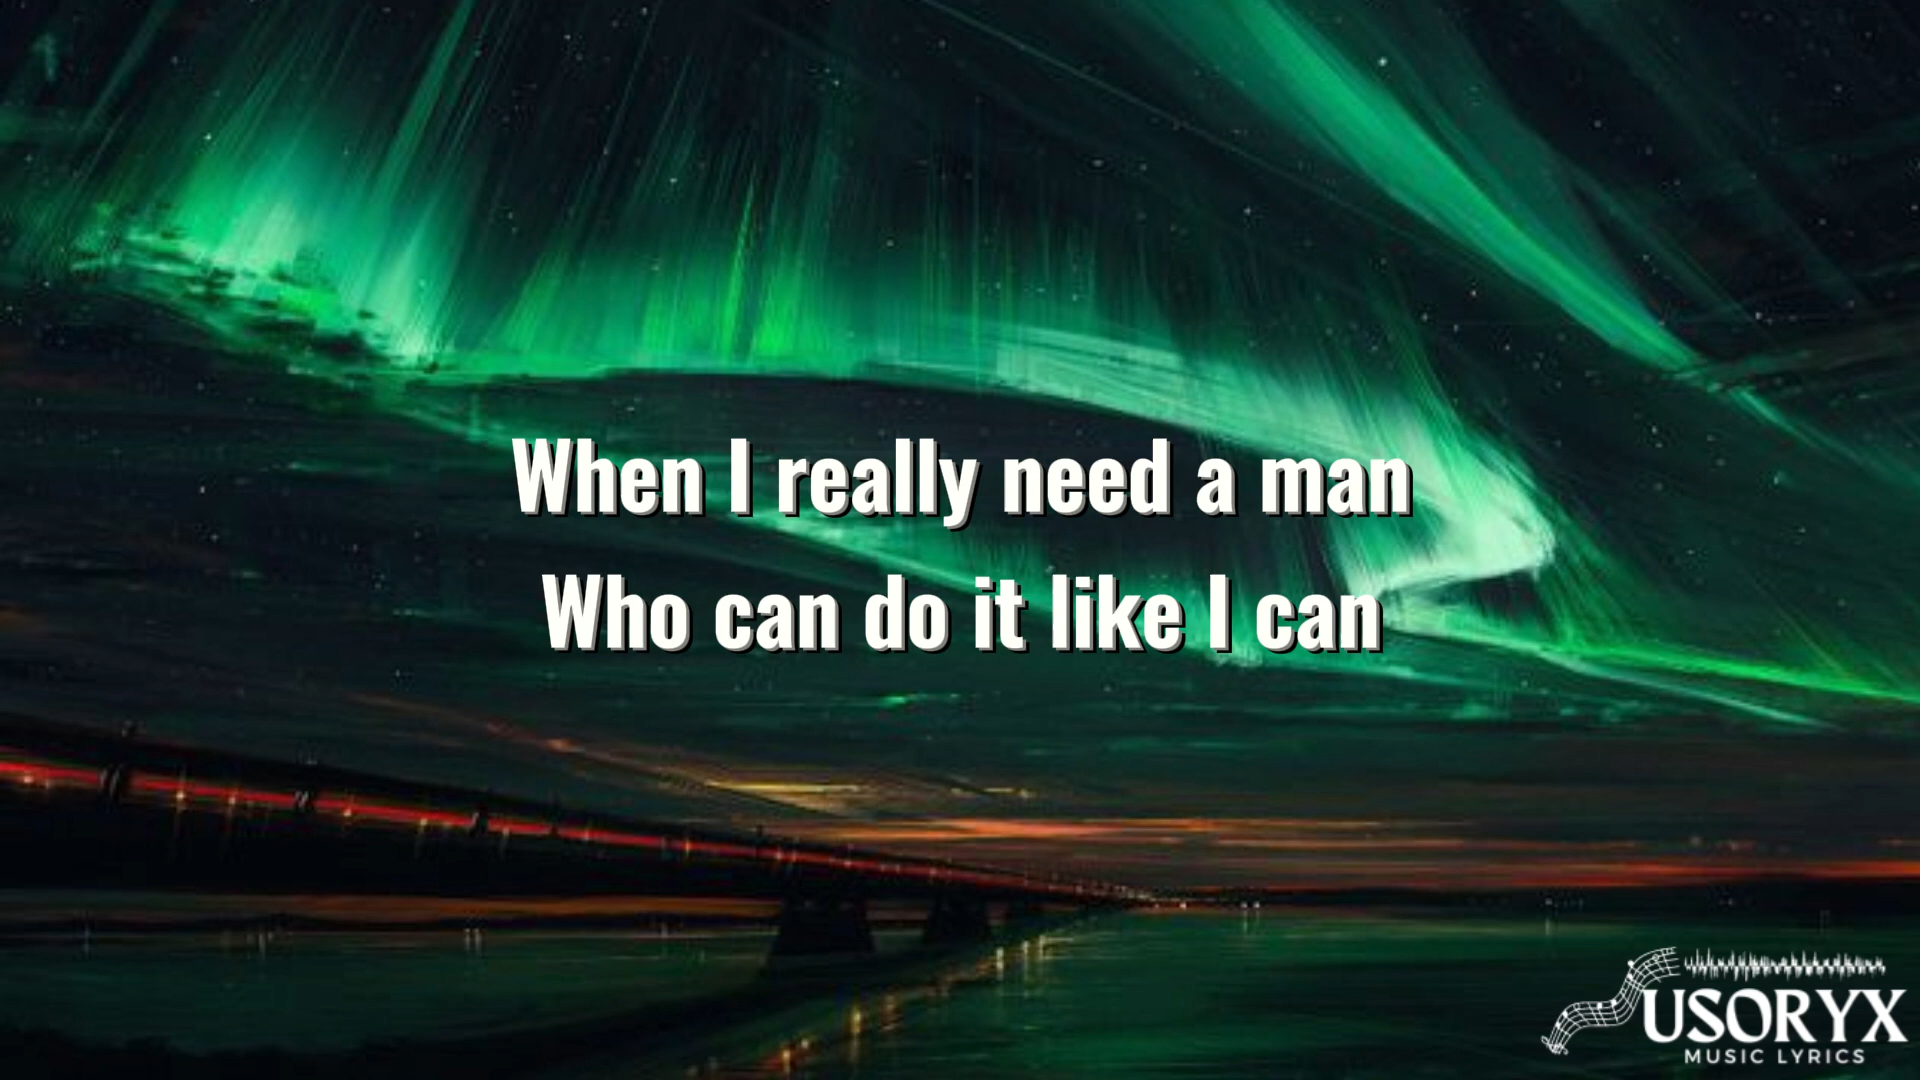 When I really need a man
Who can do it like I can
USORYX
MUSIC LYRICS